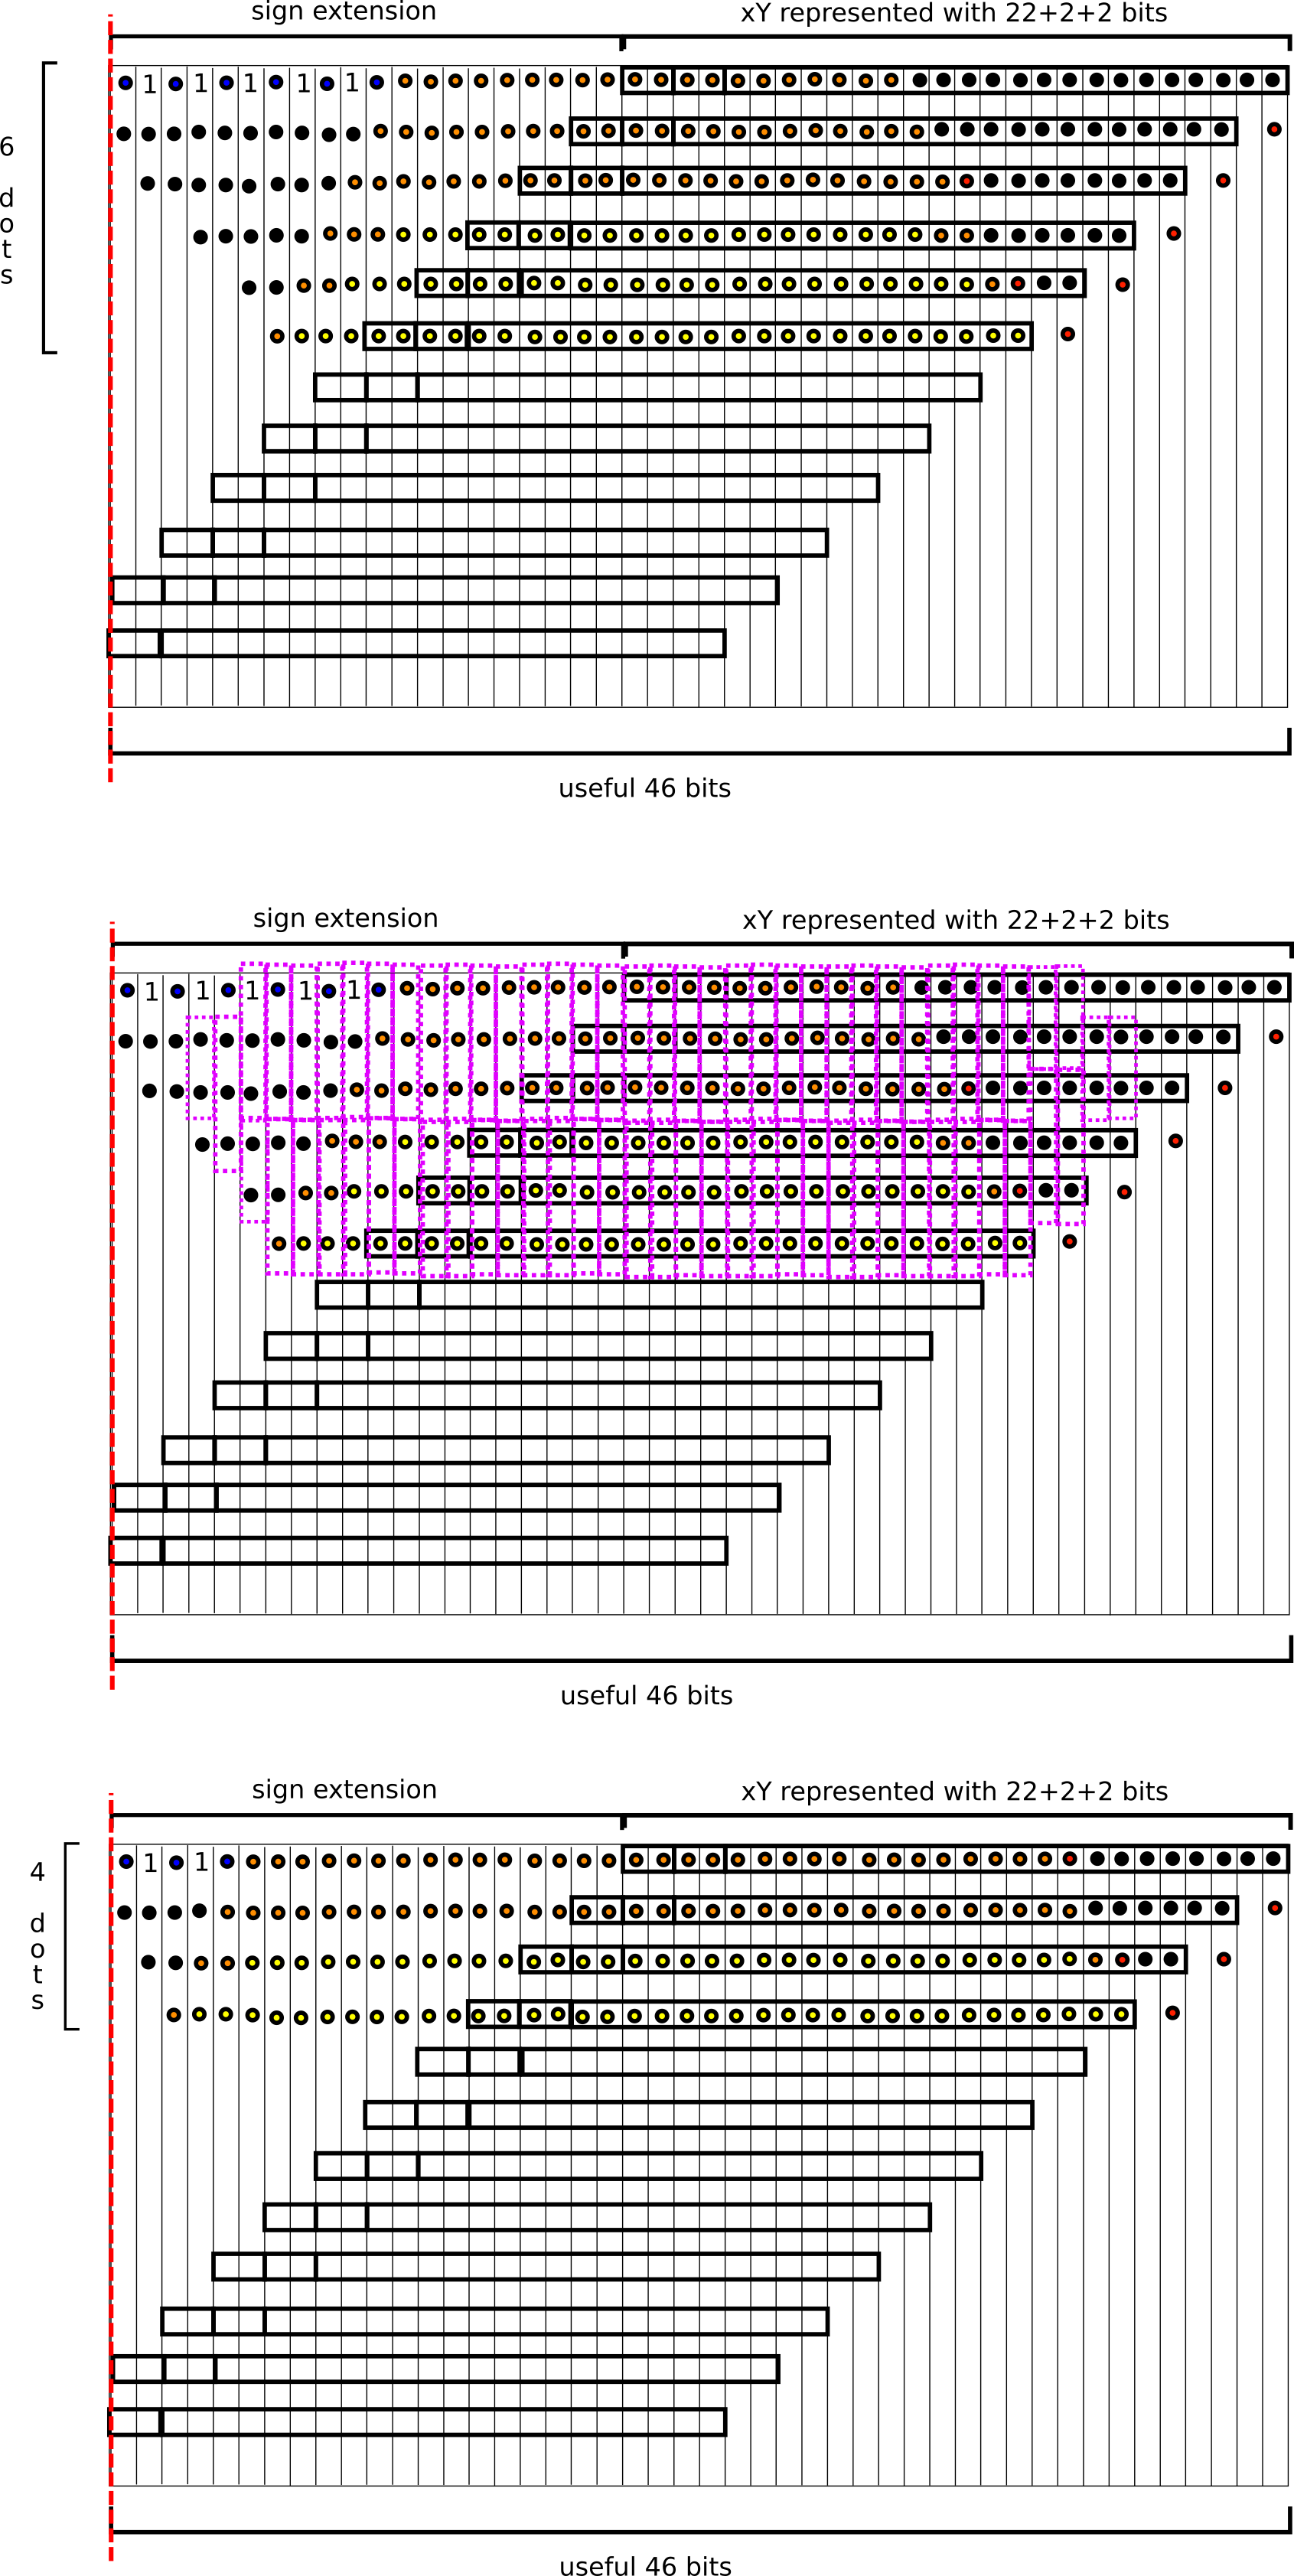 sign extension xY represented with 22+2+2 bits
1 1 1 1 1
6
dots
useful 46 bits
sign extension xY represented with 22+2+2 bits
1 1 1 1 1
useful 46 bits
sign extension xY represented with 22+2+2 bits
1 1
4
dots
useful 46 bits